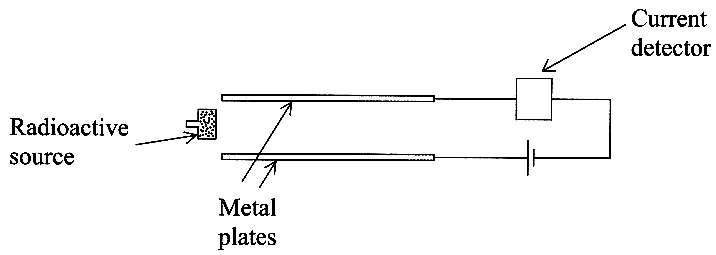 Current
detector
Radioactive
source
Metal
plates